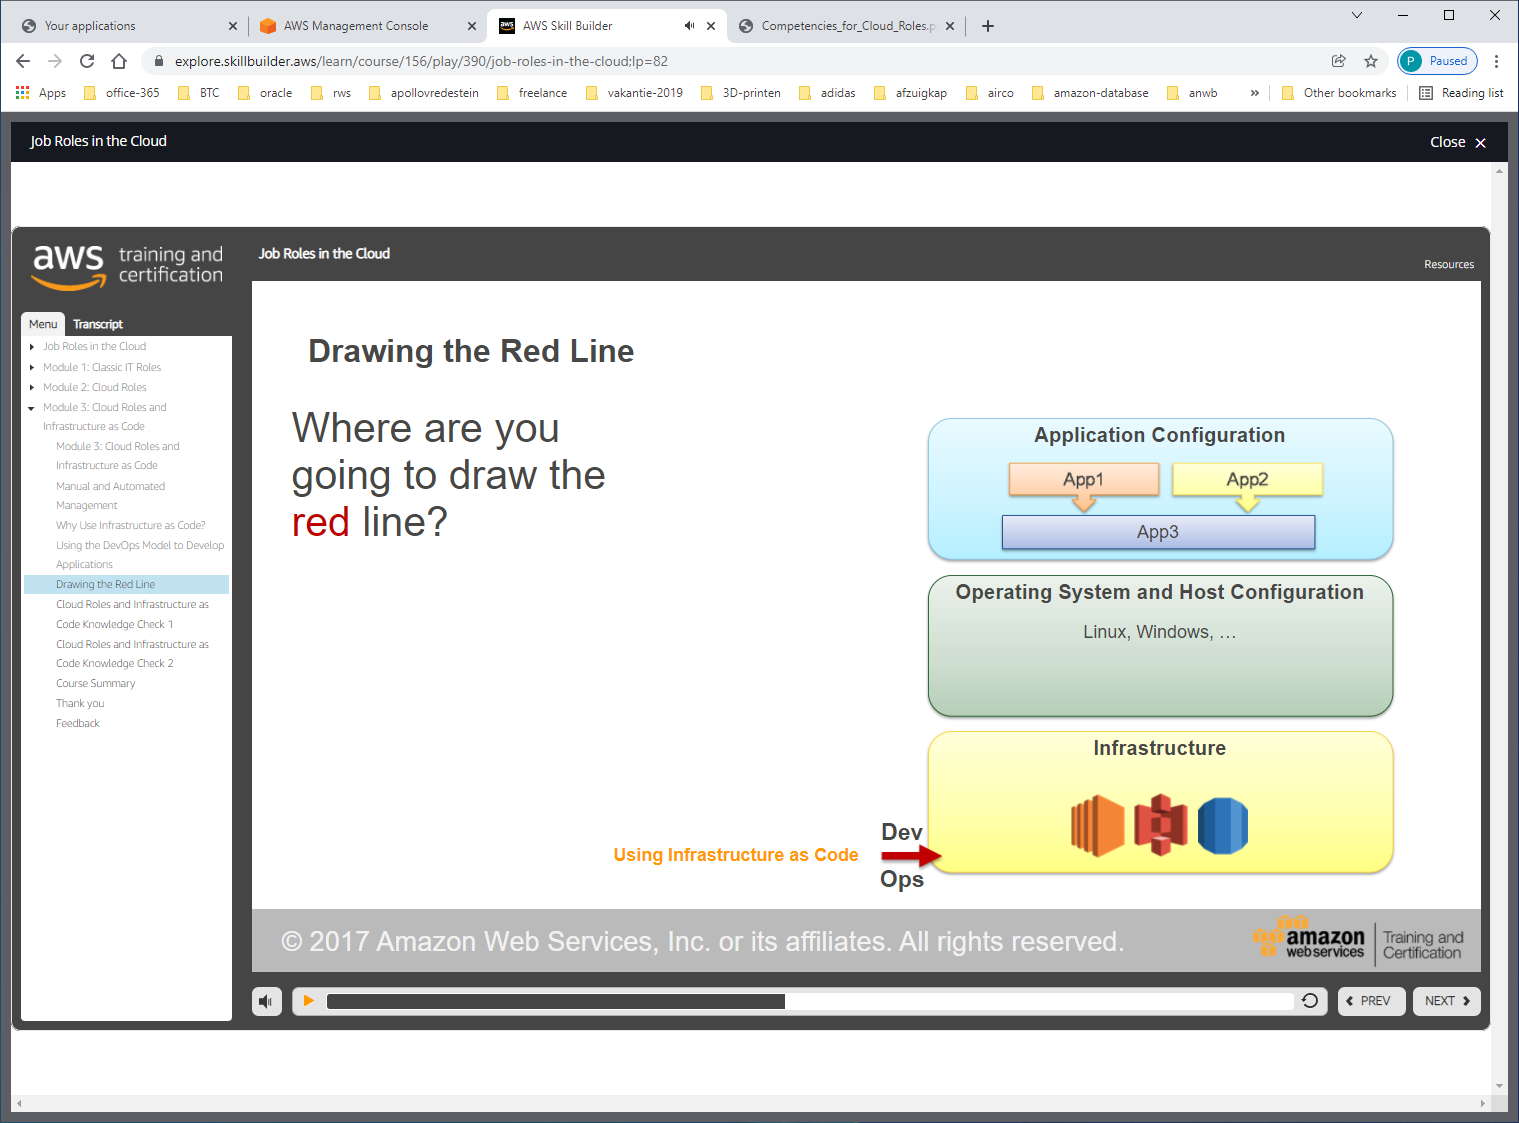 Your applications
AWS Management Console
AWS Skill Builder
Competencies_for_Cloud_Roles.p
explore.skillbuilder.aws/learn/course/156/play/390/job-roles-in-the-cloud;lp=82
P Paused
Apps office-365 BTC oracle rws apollovredestein freelance vakantie-2019 3D-printen adidas afzuigkap airco amazon-database anwb » Other bookmarks Reading list
Job Roles in the Cloud
Close
aws training and
certification
Job Roles in the Cloud
Resources
Menu Transcript
Job Roles in the Cloud
Module 1: Classic IT Roles
Module 2: Cloud Roles
Module 3: Cloud Roles and
Infrastructure as Code
Module 3: Cloud Roles and
Infrastructure as Code
Manual and Automated
Management
Why Use Infrastructure as Code?
Using the DevOps Model to Develop
Applications
Drawing the Red Line
Cloud Roles and Infrastructure as
Code Knowledge Check 1
Cloud Roles and Infrastructure as
Code Knowledge Check 2
Course Summary
Thank you
Feedback
Drawing the Red Line
Where are you
going to draw the
red line?
Application Configuration
App1 App2
App3
Operating System and Host Configuration
Linux, Windows, …
Infrastructure
Dev
Using Infrastructure as Code
Ops
© 2017 Amazon Web Services, Inc. or its affiliates. All rights reserved.
amazon
webservices
Training and
Certification
PREV NEXT